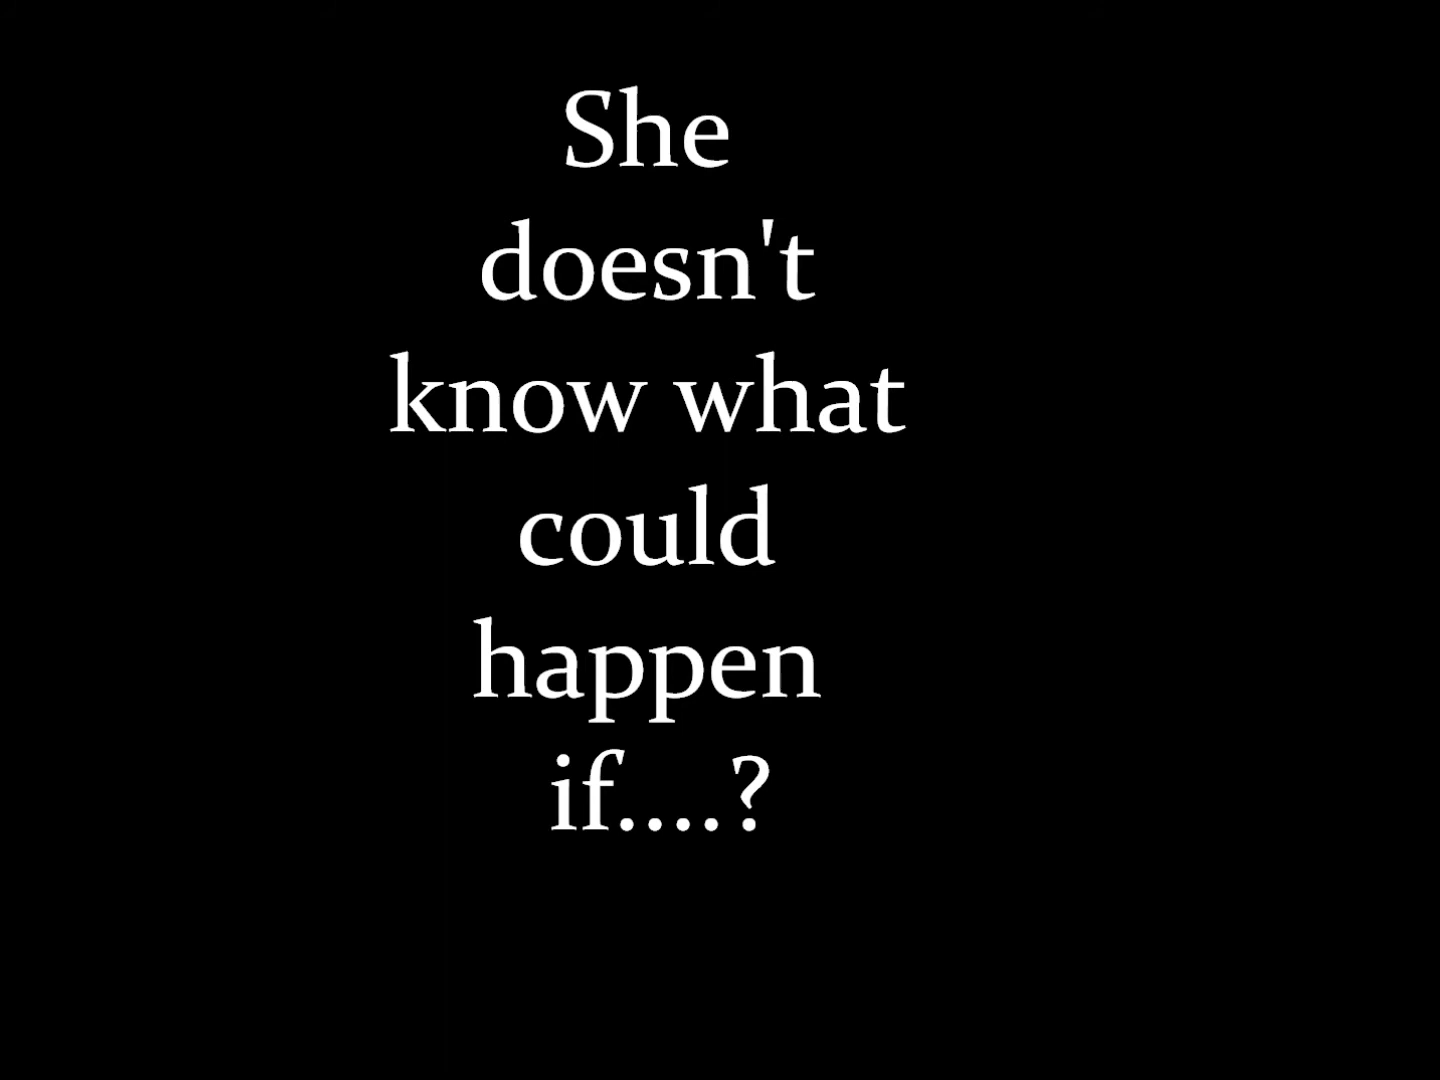 She
doesn't
know what
could
happen
if....?